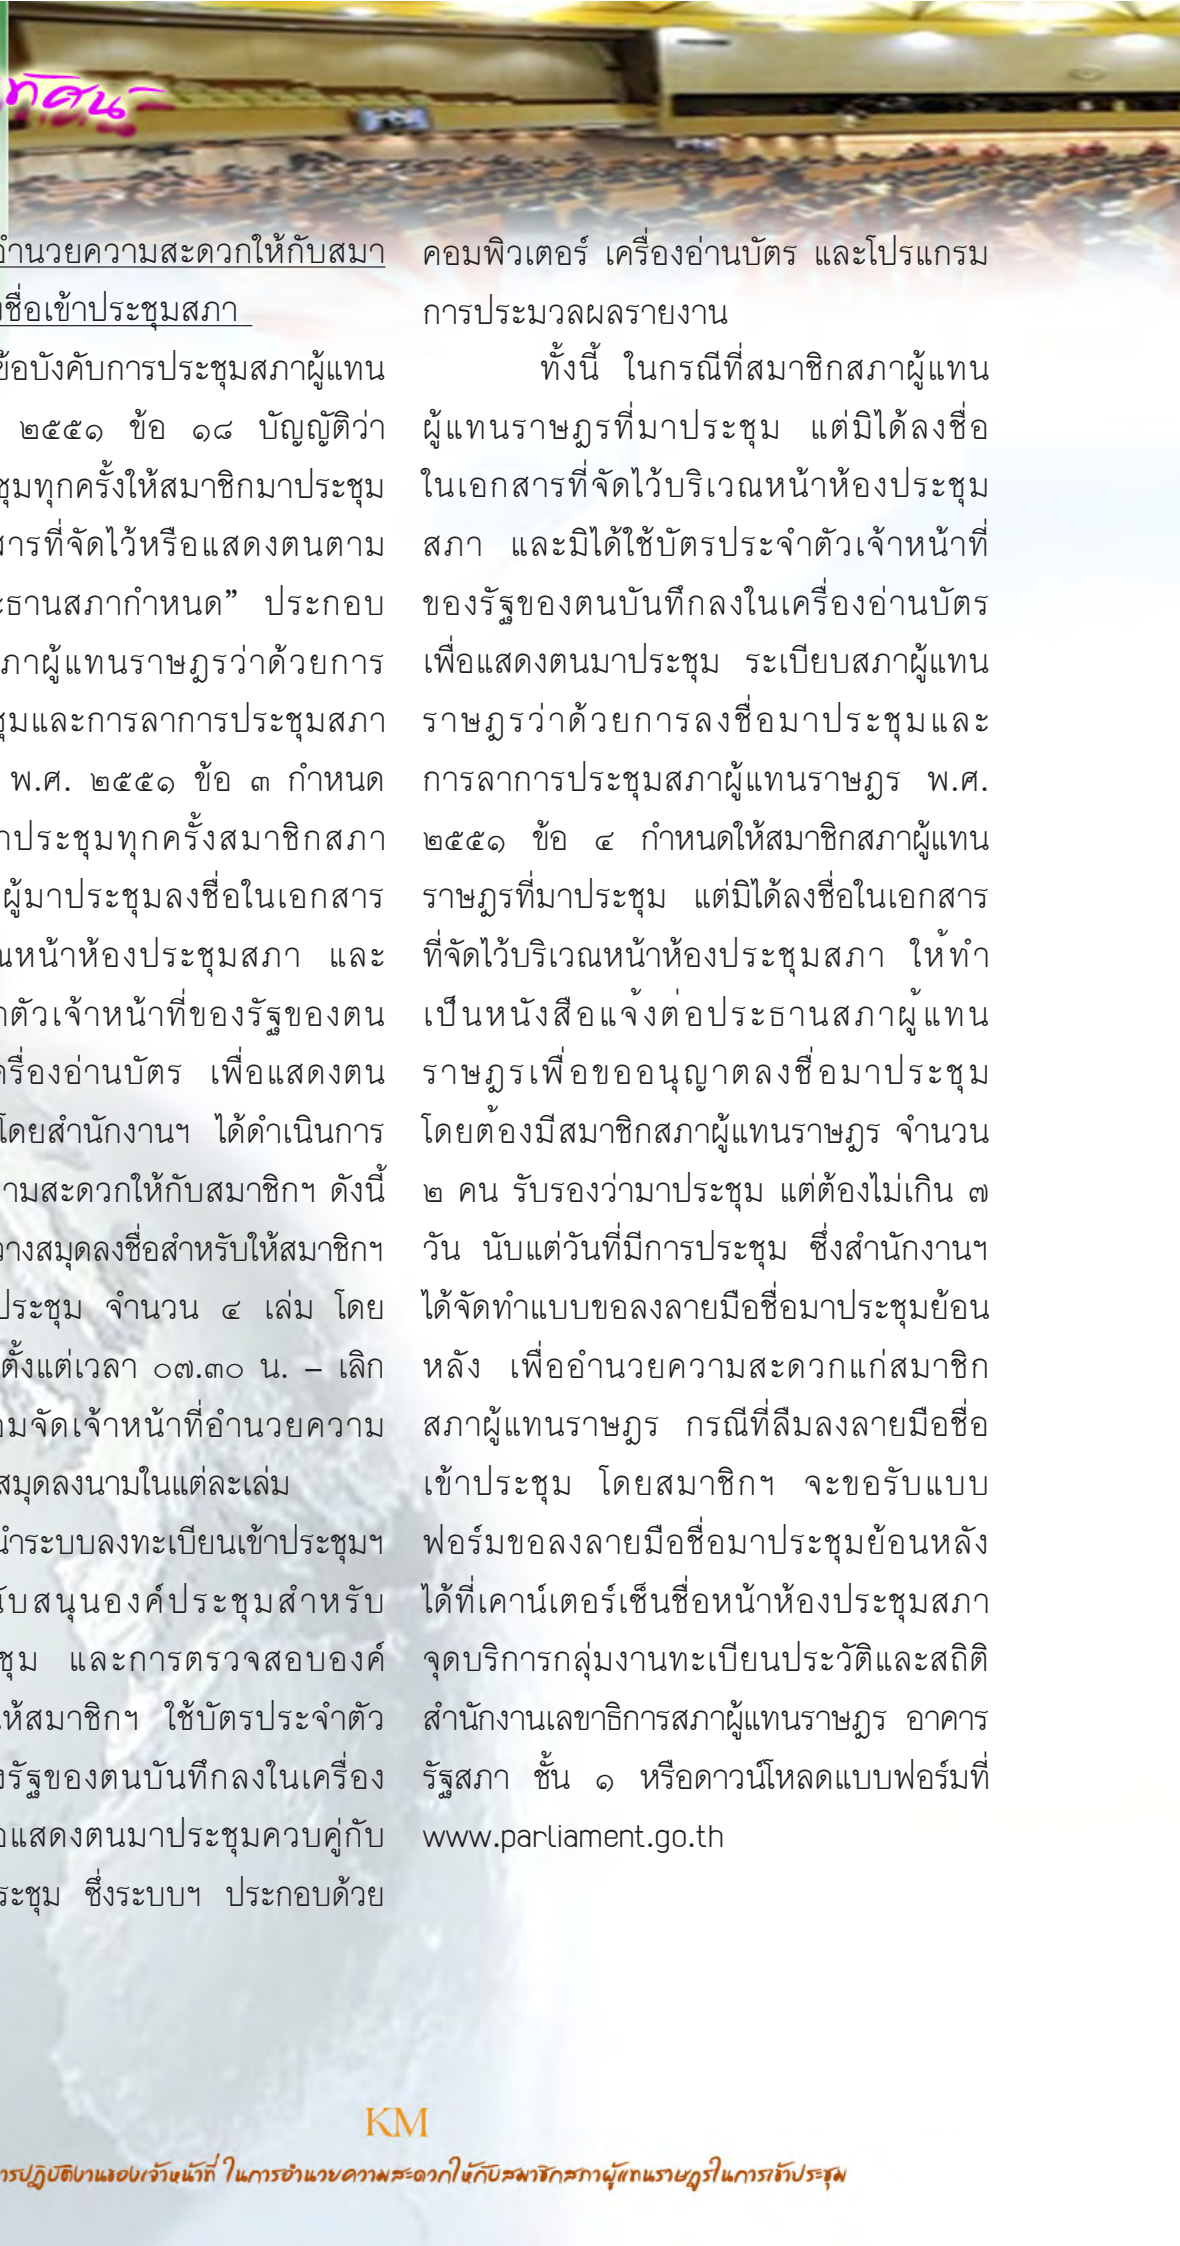 ทัศน์
อำนวยความสะดวกให้กับสมา
ชื่อเข้าประชุมสภา
ข้อบังคับการประชุมสภาผู้แทน
๒๕๕๑ ข้อ ๑๘ บัญญัติว่า
ชุมทุกครั้งให้สมาชิกมาประชุม
สารที่จัดไว้หรือแสดงตนตาม
ะธานสภากำหนด” ประกอบ
ภาผู้แทนราษฎรว่าด้วยการ
ชุมและการลาการประชุมสภา
พ.ศ. ๒๕๕๑ ข้อ ๓ กำหนด
าประชุมทุกครั้งสมาชิกสภา
ผู้มาประชุมลงชื่อในเอกสาร
ณหน้าห้องประชุมสภา และ
าตัวเจ้าหน้าที่ของรัฐของตน
ครื่องอ่านบัตร เพื่อแสดงตน
โดยสำนักงานฯ ได้ดำเนินการ
ามสะดวกให้กับสมาชิกฯ ดังนี้
วางสมุดลงชื่อสำหรับให้สมาชิกฯ
ประชุม จำนวน ๔ เล่ม โดย
ตั้งแต่เวลา ๐๗.๓๐ น. – เลิก
อมจัดเจ้าหน้าที่อำนวยความ
สมุดลงนามในแต่ละเล่ม
นำระบบลงทะเบียนเข้าประชุมฯ
ับสนุนองค์ประชุมสำหรับ
ชุม และการตรวจสอบองค์
ให้สมาชิกฯ ใช้บัตรประจำตัว
งรัฐของตนบันทึกลงในเครื่อง
อแสดงตนมาประชุมควบคู่กับ
ระชุม ซึ่งระบบฯ ประกอบด้วย
คอมพิวเตอร์ เครื่องอ่านบัตร และโปรแกรม
การประมวลผลรายงาน
ทั้งนี้ ในกรณีที่สมาชิกสภาผู้แทน
ผู้แทนราษฎรที่มาประชุม แต่มิได้ลงชื่อ
ในเอกสารที่จัดไว้บริเวณหน้าห้องประชุม
สภา และมิได้ใช้บัตรประจำตัวเจ้าหน้าที่
ของรัฐของตนบันทึกลงในเครื่องอ่านบัตร
เพื่อแสดงตนมาประชุม ระเบียบสภาผู้แทน
ราษฎรว่าด้วยการลงชื่อมาประชุมและ
การลาการประชุมสภาผู้แทนราษฎร พ.ศ.
๒๕๕๑ ข้อ ๔ กำหนดให้สมาชิกสภาผู้แทน
ราษฎรที่มาประชุม แต่มิได้ลงชื่อในเอกสาร
ที่จัดไว้บริเวณหน้าห้องประชุมสภา ให้ทำ
เป็นหนังสือแจ้งต่อประธานสภาผู้แทน
ราษฎรเพื่อขออนุญาตลงชื่อมาประชุม
โดยต้องมีสมาชิกสภาผู้แทนราษฎร จำนวน
๒ คน รับรองว่ามาประชุม แต่ต้องไม่เกิน ๗
วัน นับแต่วันที่มีการประชุม ซึ่งสำนักงานฯ
ได้จัดทำแบบขอลงลายมือชื่อมาประชุมย้อน
หลัง เพื่ออำนวยความสะดวกแก่สมาชิก
สภาผู้แทนราษฎร กรณีที่ลืมลงลายมือชื่อ
เข้าประชุม โดยสมาชิกฯ จะขอรับแบบ
ฟอร์มขอลงลายมือชื่อมาประชุมย้อนหลัง
ได้ที่เคาน์เตอร์เซ็นชื่อหน้าห้องประชุมสภา
จุดบริการกลุ่มงานทะเบียนประวัติและสถิติ
สำนักงานเลขาธิการสภาผู้แทนราษฎร อาคาร
รัฐสภา ชั้น ๑ หรือดาวน์โหลดแบบฟอร์มที่
www.parliament.go.th
KM
ารปฏิบัติงานของเจ้าหน้าที่ ในการอำนวยความสะดวกให้กับสมาชิกสภาผู้แทนราษฎรในการเข้าประชุม